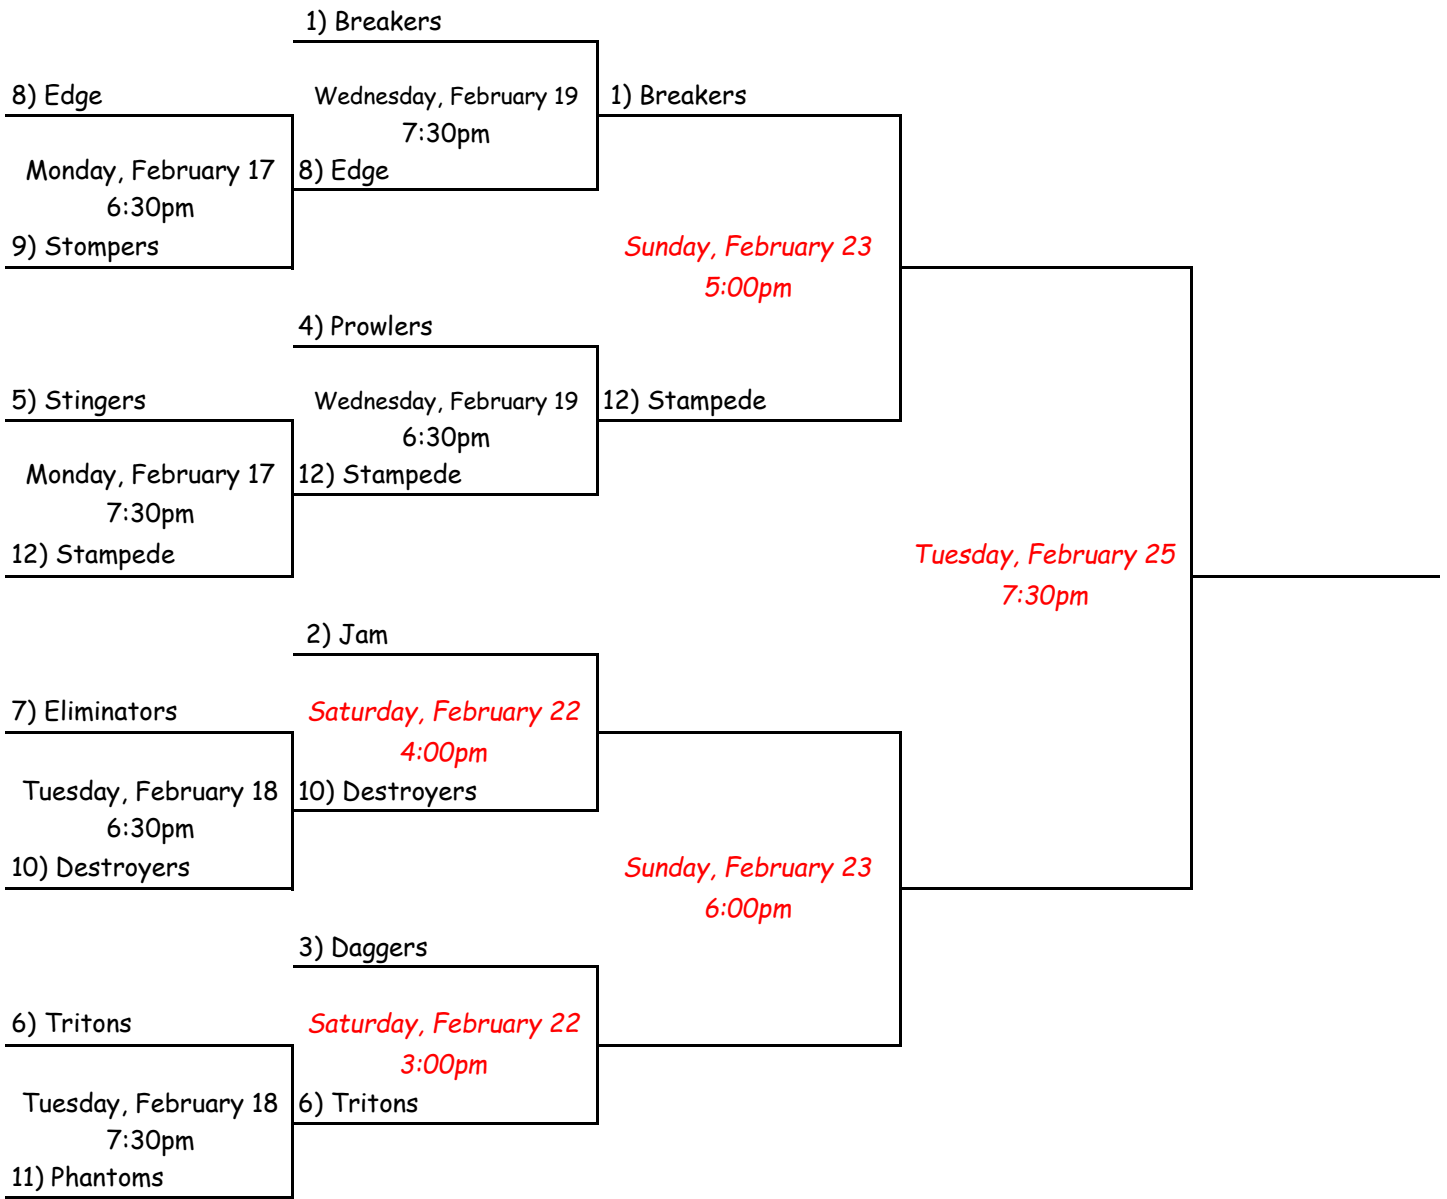 1) Breakers
8) Edge
Wednesday, February 19
1) Breakers
7:30pm
Monday, February 17
8) Edge
6:30pm
9) Stompers
Sunday, February 23
5:00pm
4) Prowlers
5) Stingers
Wednesday, February 19
12) Stampede
6:30pm
Monday, February 17
12) Stampede
7:30pm
12) Stampede
Tuesday, February 25
7:30pm
2) Jam
7) Eliminators
Saturday, February 22
4:00pm
Tuesday, February 18
10) Destroyers
6:30pm
10) Destroyers
Sunday, February 23
6:00pm
3) Daggers
6) Tritons
Saturday, February 22
3:00pm
Tuesday, February 18
6) Tritons
7:30pm
11) Phantoms